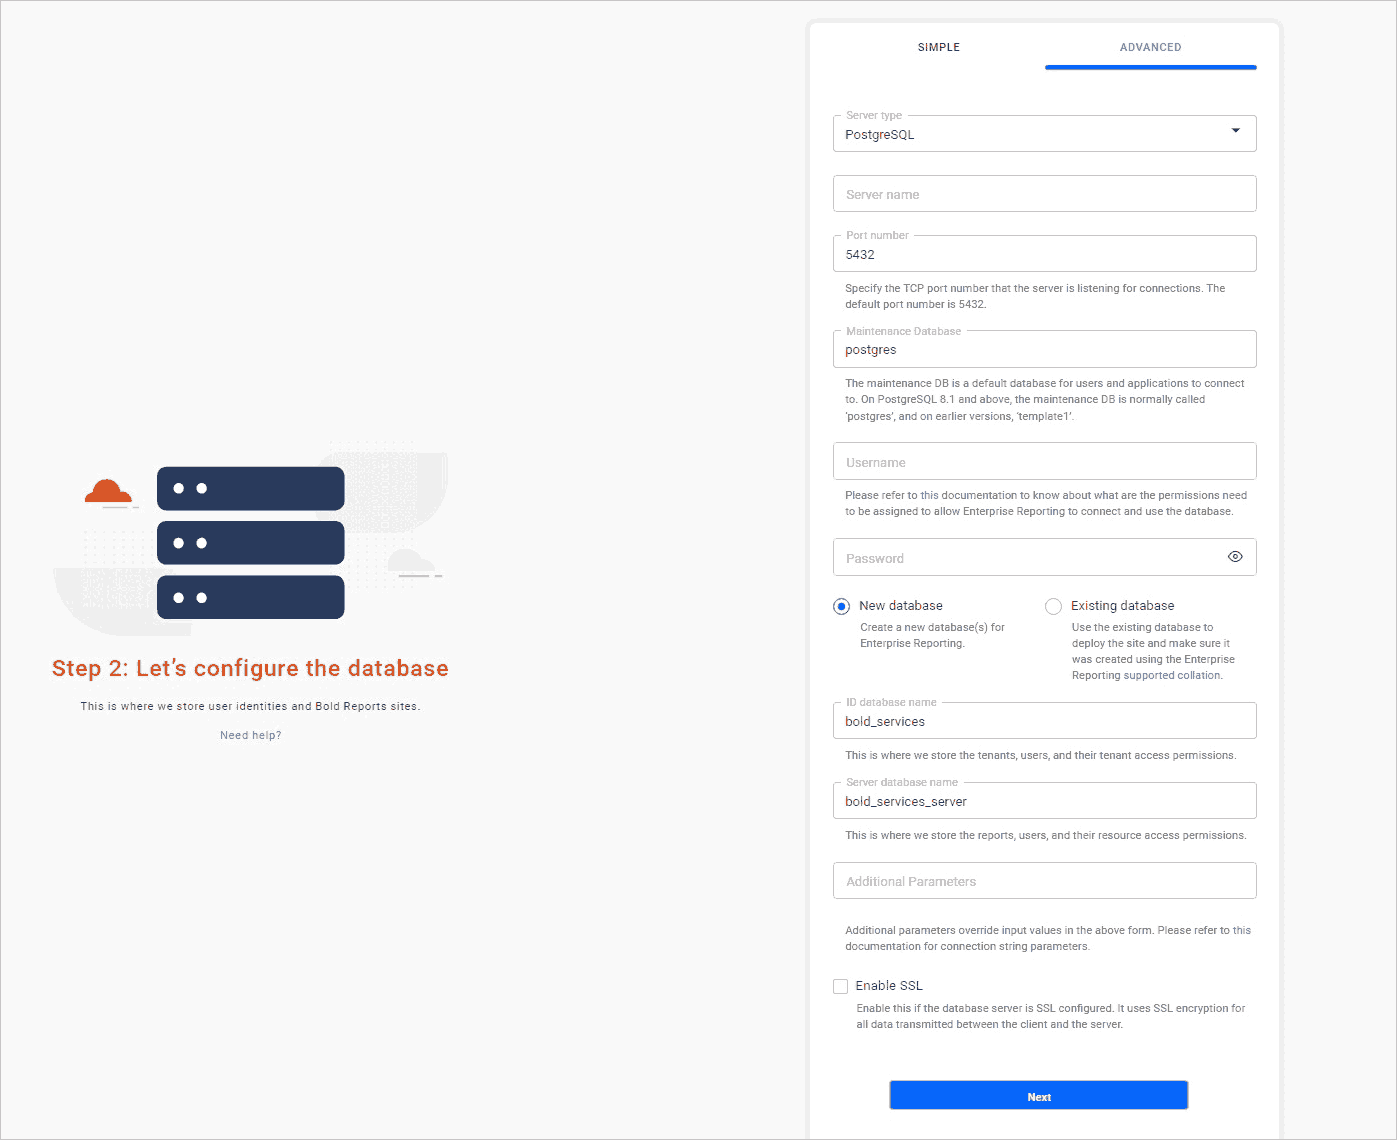 Step 2: Let’s configure the database
This is where we store user identities and Bold Reports sites.
Need help?
SIMPLE
ADVANCED
Server type
PostgreSQL
Server name
Port number
5432
Specify the TCP port number that the server is listening for connections. The
default port number is 5432.
Maintenance Database
postgres
The maintenance DB is a default database for users and applications to connect
to. On PostgreSQL 8.1 and above, the maintenance DB is normally called
‘postgres’, and on earlier versions, ‘template1’.
Username
Please refer to this documentation to know about what are the permissions need
to be assigned to allow Enterprise Reporting to connect and use the database.
Password
New database
Create a new database(s) for
Enterprise Reporting.
Existing database
Use the existing database to
deploy the site and make sure it
was created using the Enterprise
Reporting supported collation.
ID database name
bold_services
This is where we store the tenants, users, and their tenant access permissions.
Server database name
bold_services_server
This is where we store the reports, users, and their resource access permissions.
Additional Parameters
Additional parameters override input values in the above form. Please refer to this
documentation for connection string parameters.
Enable SSL
Enable this if the database server is SSL configured. It uses SSL encryption for
all data transmitted between the client and the server.
Next